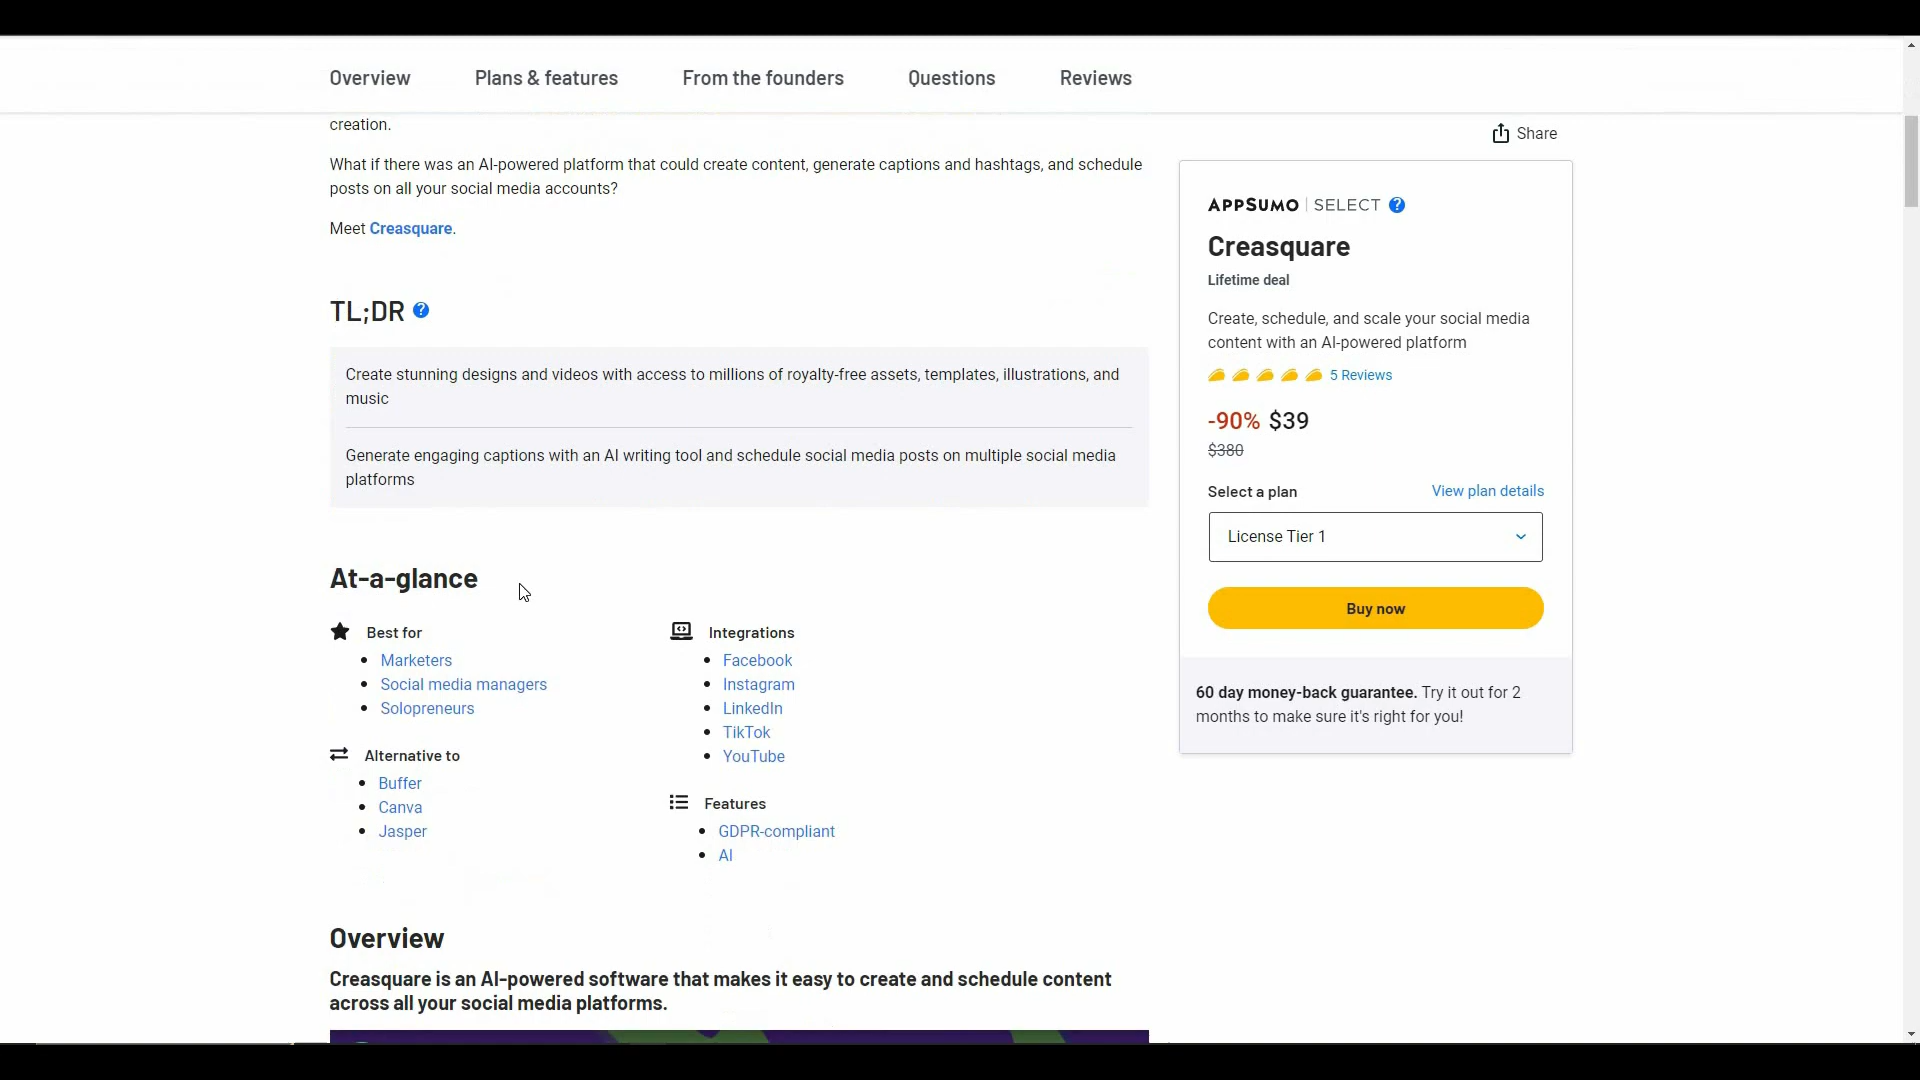 Overview
Plans & features
From the founders
Questions
Reviews
creation.
What if there was an AI-powered platform that could create content, generate captions and hashtags, and schedule
posts on all your social media accounts?
Meet Creasquare.
TL;DR ?
Create stunning designs and videos with access to millions of royalty-free assets, templates, illustrations, and
music
Generate engaging captions with an AI writing tool and schedule social media posts on multiple social media
platforms
At-a-glance
Best for
Marketers
Social media managers
Solopreneurs
Alternative to
Buffer
Canva
Jasper
Integrations
Facebook
Instagram
LinkedIn
TikTok
YouTube
Features
GDPR-compliant
AI
Overview
Creasquare is an AI-powered software that makes it easy to create and schedule content
across all your social media platforms.
Share
APPSUMO | SELECT ?
Creasquare
Lifetime deal
Create, schedule, and scale your social media
content with an AI-powered platform
5 Reviews
-90% $39
$380
Select a plan
View plan details
License Tier 1
Buy now
60 day money-back guarantee. Try it out for 2
months to make sure it's right for you!